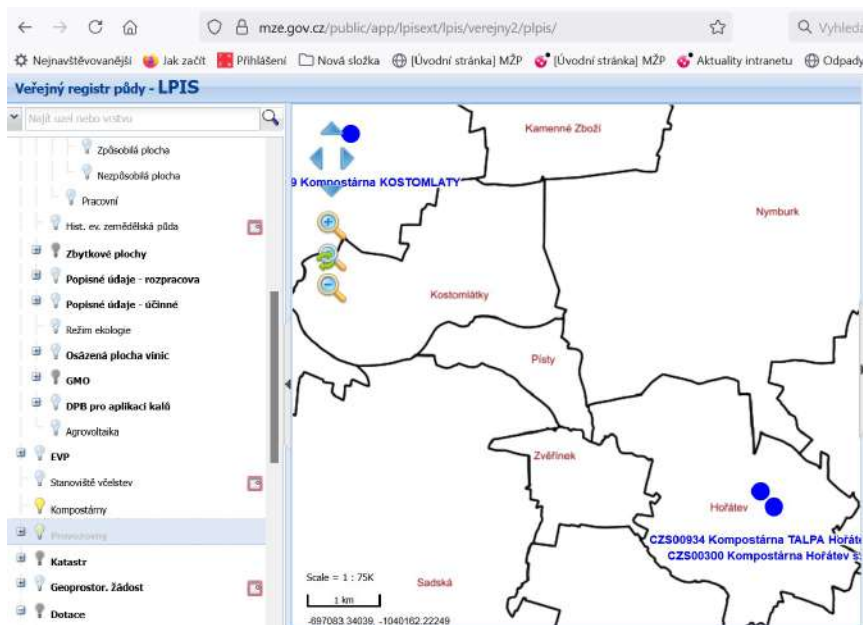 mze.gov.cz/public/app/lpisext/lpis/verejny2/plpis/
Vyhleda
Nejnavštěvovanější Jak začít Přihlášení Nová složka [Úvodní stránka] MŽP [Úvodní stránka] MŽP Aktuality intranetu Odpady
Veřejný registr půdy - LPIS
Najít uzel nebo vrstvu
Způsobilá plocha
Nezpůsobilá plocha
Pracovní
Hist. ev. zemědělská půda
Zbytkové plochy
Popisné údaje - rozpracova
Popisné údaje - účinné
Režim ekologie
Osázená plocha vinic
GMO
DPB pro aplikaci kalů
Agrovoltaika
EVP
Stanoviště včelstev
Kompostárny
Provozovny
Katastr
Geoprostor. žádost
Dotace
Kamenné Zboží
9 Kompostárna KOSTOMLATY
Nymburk
Kostomlátky
Písty
Zvěřínek
Hořátev
CZS00934 Kompostárna TALPA Hořáte
CZS00300 Kompostárna Hořátev s
Sadská
Scale = 1 : 75K
1 km
-697083.34039, -1040162.22249